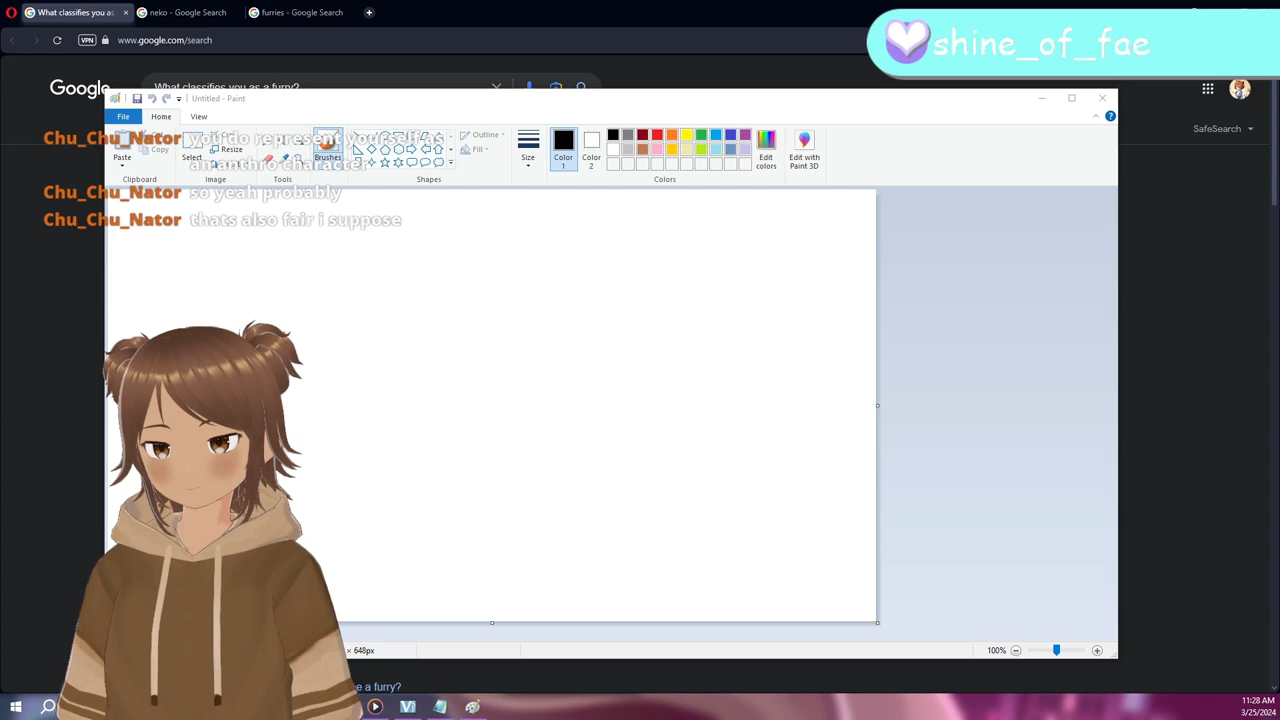 What classifies you as
neko - Google Search
furries - Google Search
VPN
www.google.com/search
shine_of_fae
Google
What classifies you as a furry?
Untitled - Paint
File
Home
View
SafeSearch
Chu_Chu_Nator you do represent yourself as
an anthro character
Chu_Chu_Nator so yeah probably
Chu_Chu_Nator thats also fair i suppose
Paste
Copy
Select
Resize
Brushes
Outline
Fill
Size
Color
1
Color
2
Edit
colors
Edit with
Paint 3D
Clipboard
Image
Tools
Shapes
Colors
× 648px
100%
e a furry?
11:28 AM
3/25/2024